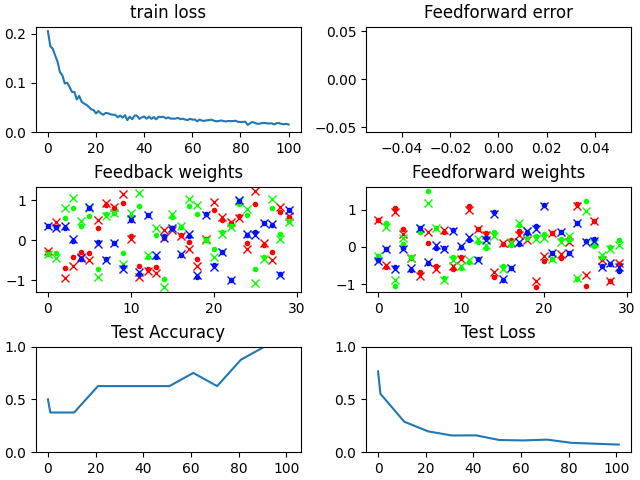 train loss
0.2
0.1
0.0
0 20 40 60 80 100
Feedforward error
0.05
0.00
−0.05
−0.04 −0.02 0.00 0.02 0.04
Feedback weights
1
0
−1
0 10 20 30
Feedforward weights
1
0
−1
0 10 20 30
Test Accuracy
1.0
0.5
0.0
0 20 40 60 80 100
Test Loss
1.0
0.5
0.0
0 20 40 60 80 100